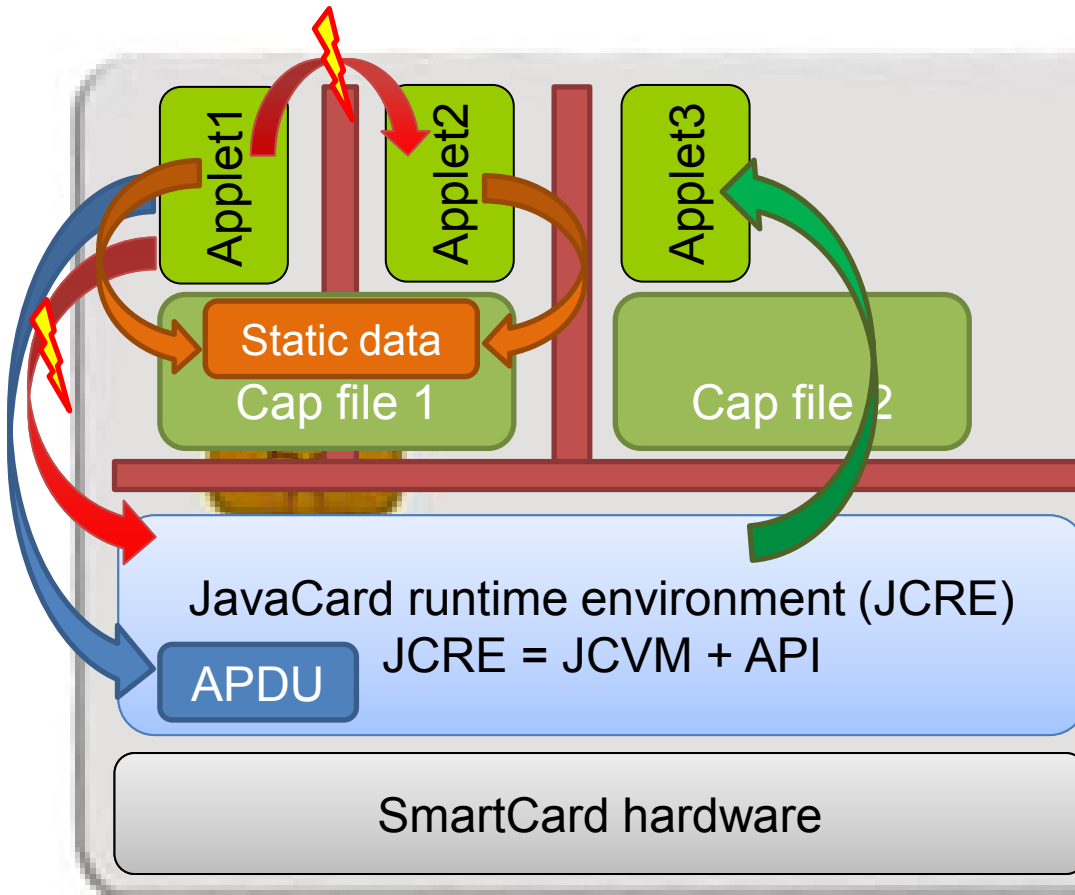 Applet1
Applet2
Applet3
Static data
Cap file 1
Cap file 2
JavaCard runtime environment (JCRE)
JCRE = JCVM + API
APDU
SmartCard hardware